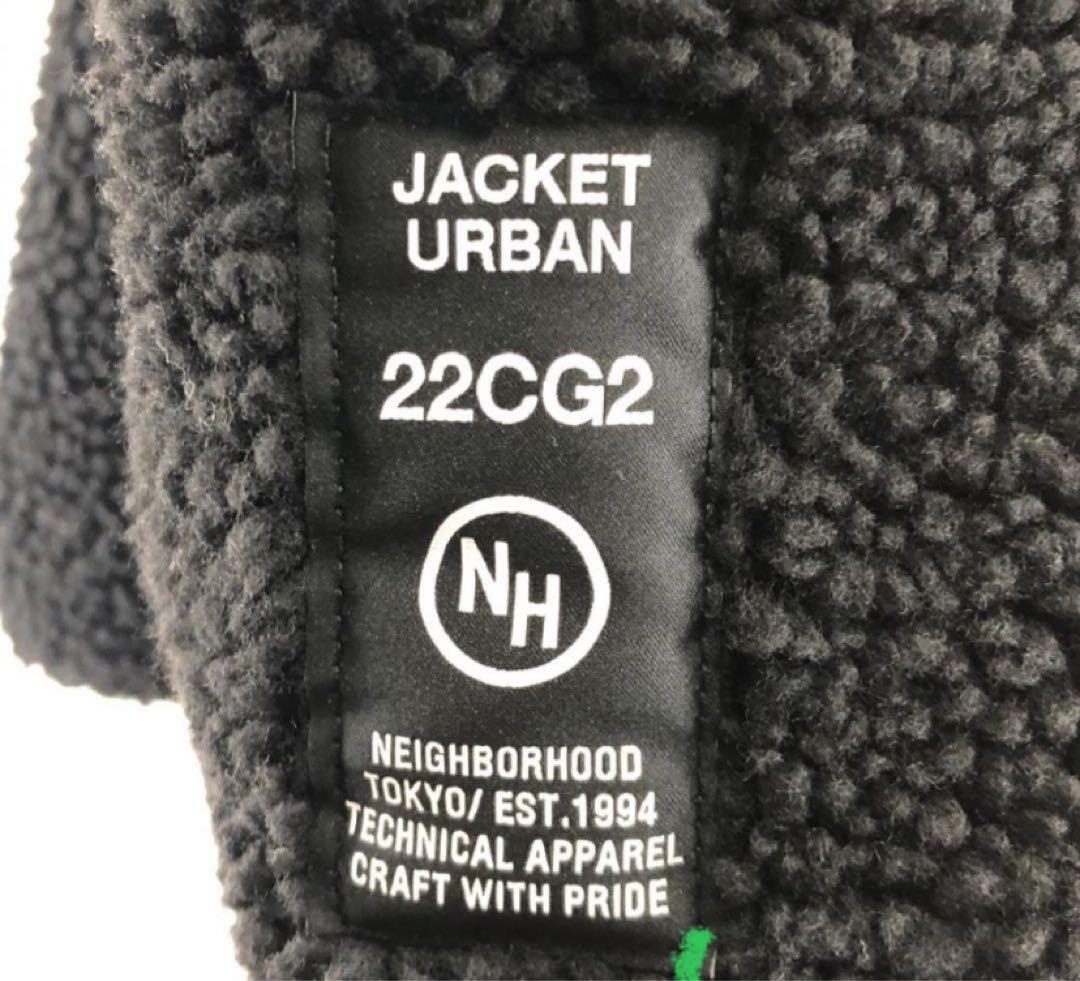 JACKET
URBAN
22CG2
NH
NEIGHBORHOOD
TOKYO/ EST.1994
TECHNICAL APPAREL
CRAFT WITH PRIDE